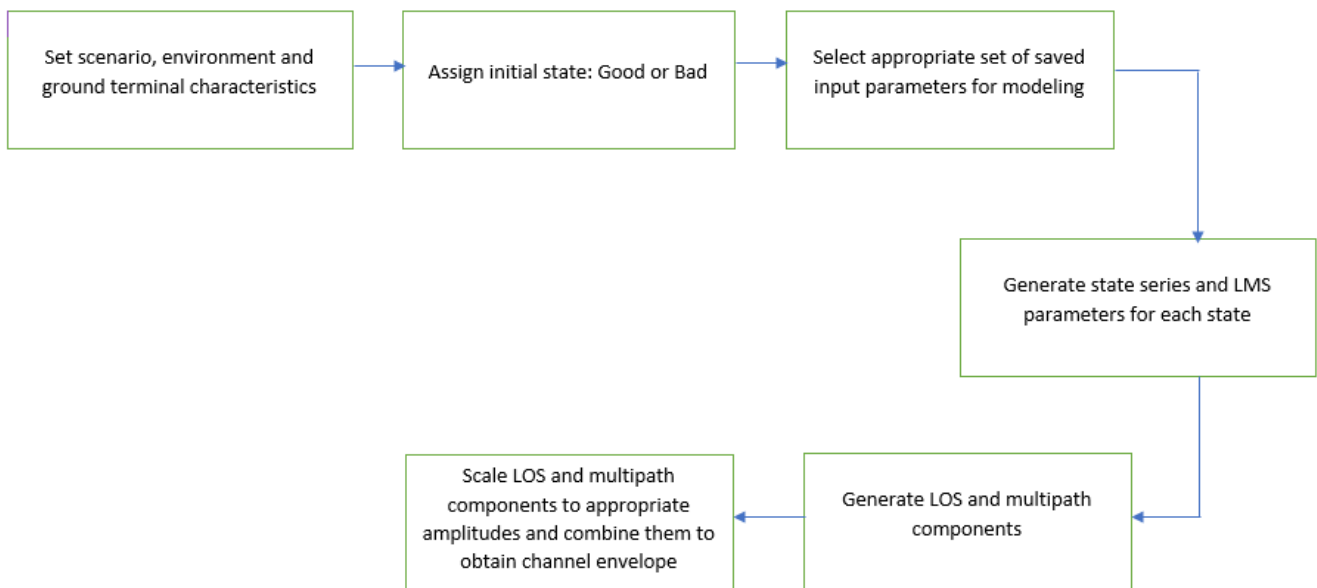 Set scenario, environment and
ground terminal characteristics
Assign initial state: Good or Bad
Select appropriate set of saved
input parameters for modeling
Generate state series and LMS
parameters for each state
Generate LOS and multipath
components
Scale LOS and multipath
components to appropriate
amplitudes and combine them to
obtain channel envelope